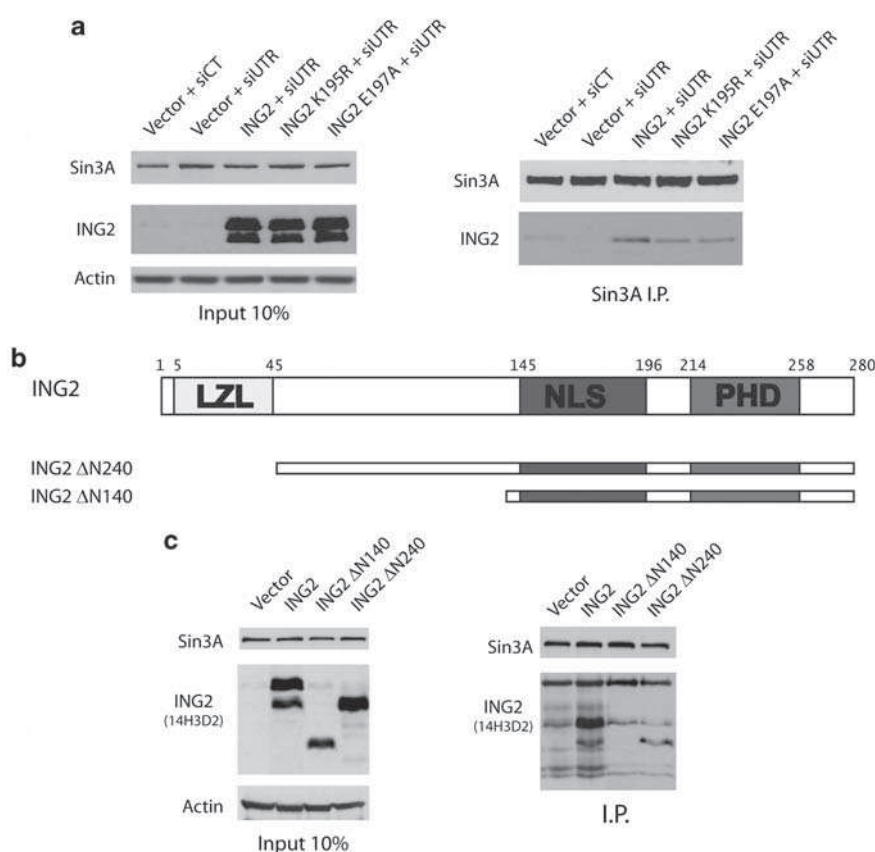 a
Vector + siCT
Vector + siUTR
ING2 + siUTR
ING2 K195R + siUTR
ING2 E197A + siUTR
Sin3A
ING2
Actin
Input 10%
Vector + siCT
Vector + siUTR
ING2 + siUTR
ING2 K195R + siUTR
ING2 E197A + siUTR
Sin3A
ING2
Sin3A I.P.
b
1 5 45 145 196 214 258 280
ING2 LZL NLS PHD
ING2 ΔN240
ING2 ΔN140
c
Vector
ING2
ING2 ΔN140
ING2 ΔN240
Sin3A
ING2
(14H3D2)
Actin
Input 10%
Vector
ING2
ING2 ΔN140
ING2 ΔN240
Sin3A
ING2
(14H3D2)
I.P.